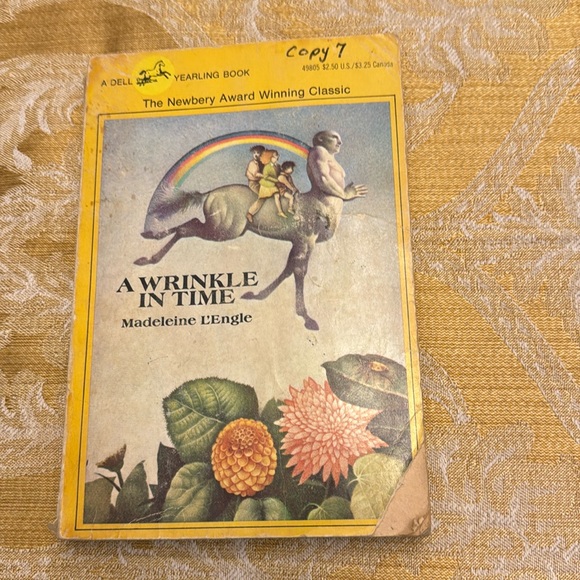 Copy 7
49805 $2.50 U.S./$3.25 Canada
A DELL YEARLING BOOK
The Newbery Award Winning Classic
A WRINKLE
IN TIME
Madeleine L'Engle